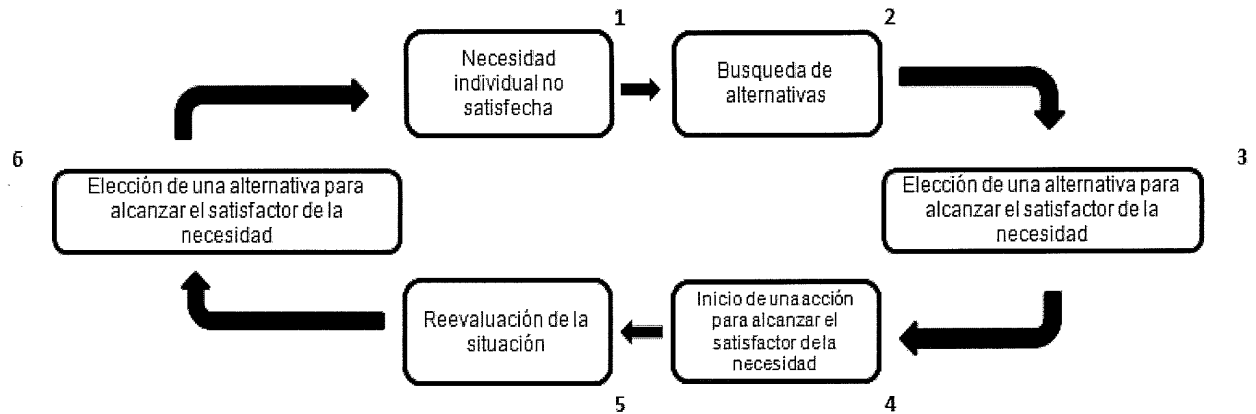 1
Necesidad
individual no
satisfecha
2
Busqueda de
alternativas
3
Elección de una alternativa para
alcanzar el satisfactor de la
necesidad
4
Inicio de una acción
para alcanzar el
satisfactor de la
necesidad
5
Reevaluación de la
situación
6
Elección de una alternativa para
alcanzar el satisfactor de la
necesidad